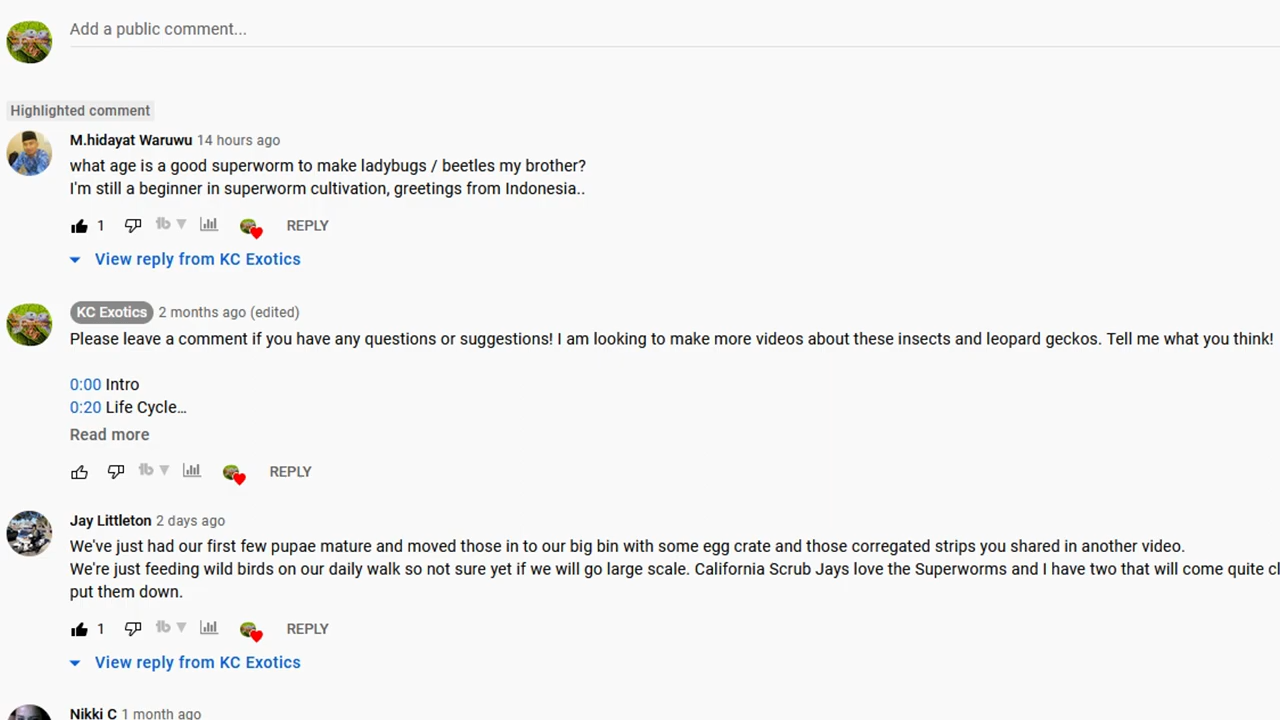 Add a public comment...
Highlighted comment
M.hidayat Waruwu 14 hours ago
what age is a good superworm to make ladybugs / beetles my brother?
I'm still a beginner in superworm cultivation, greetings from Indonesia..
1 REPLY
View reply from KC Exotics
KC Exotics 2 months ago (edited)
Please leave a comment if you have any questions or suggestions! I am looking to make more videos about these insects and leopard geckos. Tell me what you think!
0:00 Intro
0:20 Life Cycle…
Read more
REPLY
Jay Littleton 2 days ago
We've just had our first few pupae mature and moved those in to our big bin with some egg crate and those corregated strips you shared in another video.
We're just feeding wild birds on our daily walk so not sure yet if we will go large scale. California Scrub Jays love the Superworms and I have two that will come quite cl
put them down.
1 REPLY
View reply from KC Exotics
Nikki C 1 month ago